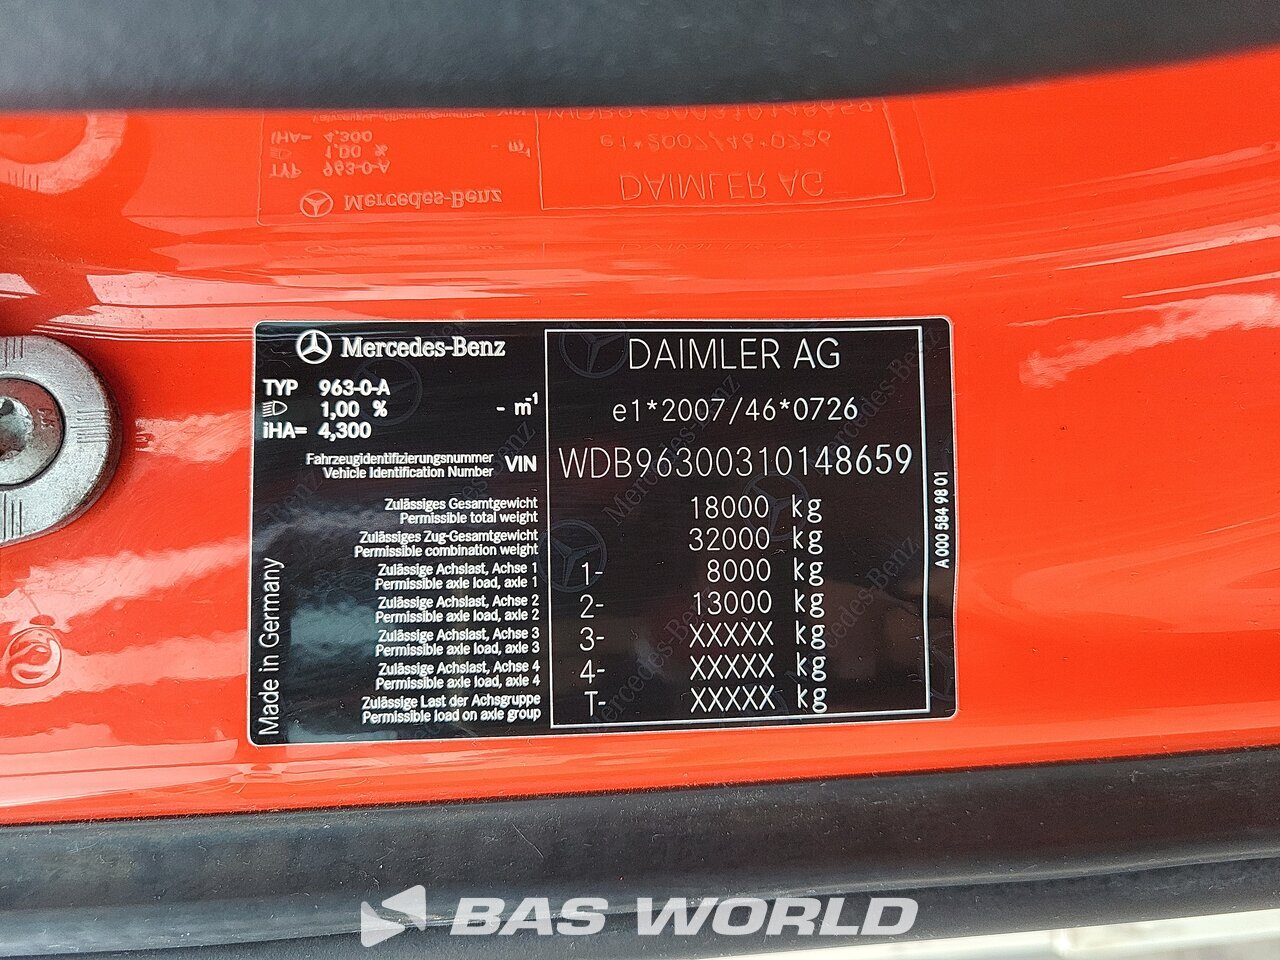 Mercedes-Benz
TYP 963-0-A
1,00 % - m-1
iHA= 4,300
DAIMLER AG
e1*2007/46*0726
Fahrzeugidentifizierungsnummer
Vehicle Identification Number VIN WDB96300310148659
Zulässiges Gesamtgewicht
Permissible total weight 18000 kg
Zulässiges Zug-Gesamtgewicht
Permissible combination weight 32000 kg
Zulässige Achslast, Achse 1
Permissible axle load, axle 1 1- 8000 kg
Zulässige Achslast, Achse 2
Permissible axle load, axle 2 2- 13000 kg
Zulässige Achslast, Achse 3
Permissible axle load, axle 3 3- XXXXX kg
Zulässige Achslast, Achse 4
Permissible axle load, axle 4 4- XXXXX kg
Zulässige Last der Achsgruppe
Permissible load on axle group T- XXXXX kg
Made in Germany
A 000 584 98 01
BAS WORLD